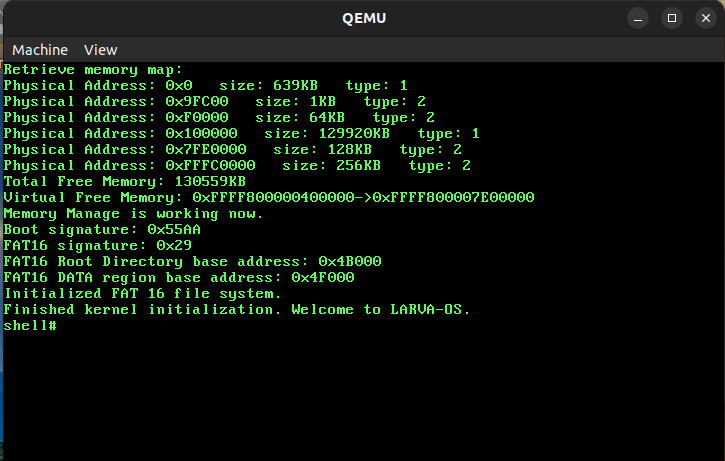 QEMU
Machine View
Retrieve memory map:
Physical Address: 0x0 size: 639KB type: 1
Physical Address: 0x9FC00 size: 1KB type: 2
Physical Address: 0xF0000 size: 64KB type: 2
Physical Address: 0x100000 size: 129920KB type: 1
Physical Address: 0x7FE0000 size: 128KB type: 2
Physical Address: 0xFFFC0000 size: 256KB type: 2
Total Free Memory: 130559KB
Virtual Free Memory: 0xFFFF800000400000->0xFFFF800007E00000
Memory Manage is working now.
Boot signature: 0x55AA
FAT16 signature: 0x29
FAT16 Root Directory base address: 0x4B000
FAT16 DATA region base address: 0x4F000
Initialized FAT 16 file system.
Finished kernel initialization. Welcome to LARVA-OS.
shell#